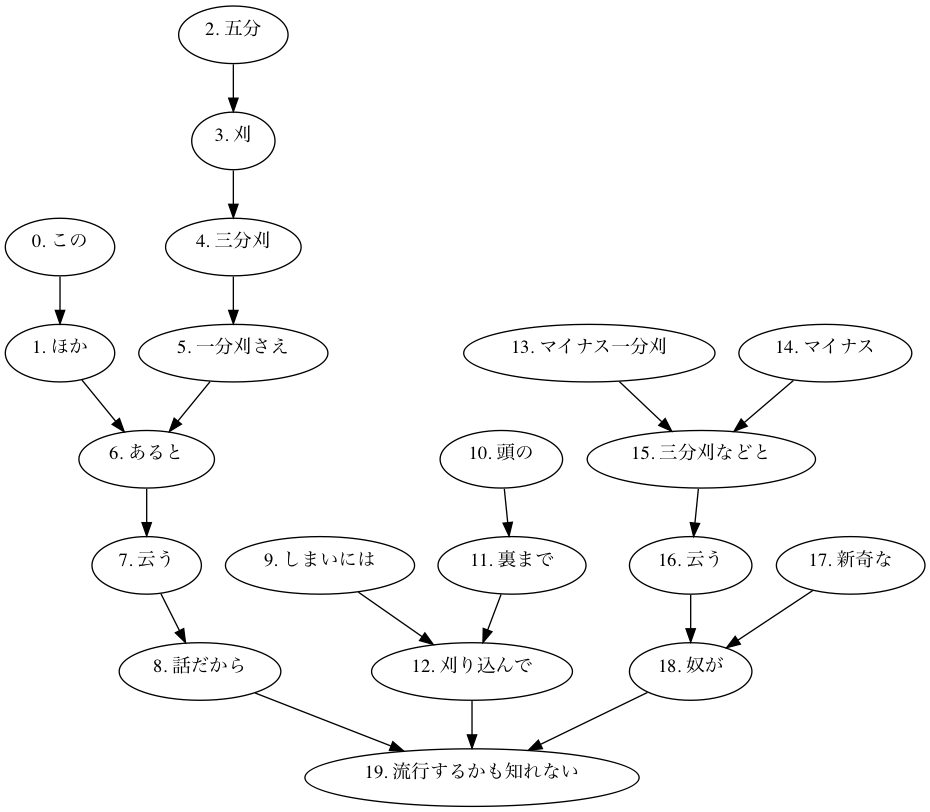 2. 五分
3. 刈
0. この
4. 三分刈
1. ほか
5. 一分刈さえ
13. マイナス一分刈
14. マイナス
6. あると
10. 頭の
15. 三分刈などと
7. 云う
9. しまいには
11. 裏まで
16. 云う
17. 新奇な
8. 話だから
12. 刈り込んで
18. 奴が
19. 流行するかも知れない